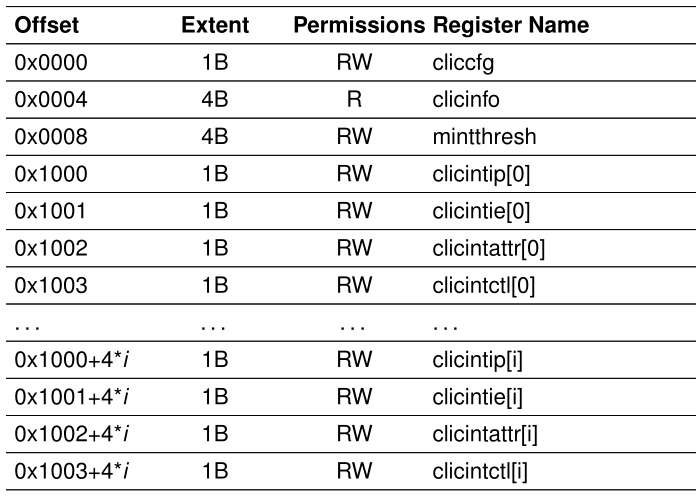 Offset Extent Permissions Register Name
0x0000 1B RW cliccfg
0x0004 4B R clicinfo
0x0008 4B RW mintthresh
0x1000 1B RW clicintip[0]
0x1001 1B RW clicintie[0]
0x1002 1B RW clicintattr[0]
0x1003 1B RW clicintctl[0]
. . . . . . . . . . . .
0x1000+4*i 1B RW clicintip[i]
0x1001+4*i 1B RW clicintie[i]
0x1002+4*i 1B RW clicintattr[i]
0x1003+4*i 1B RW clicintctl[i]